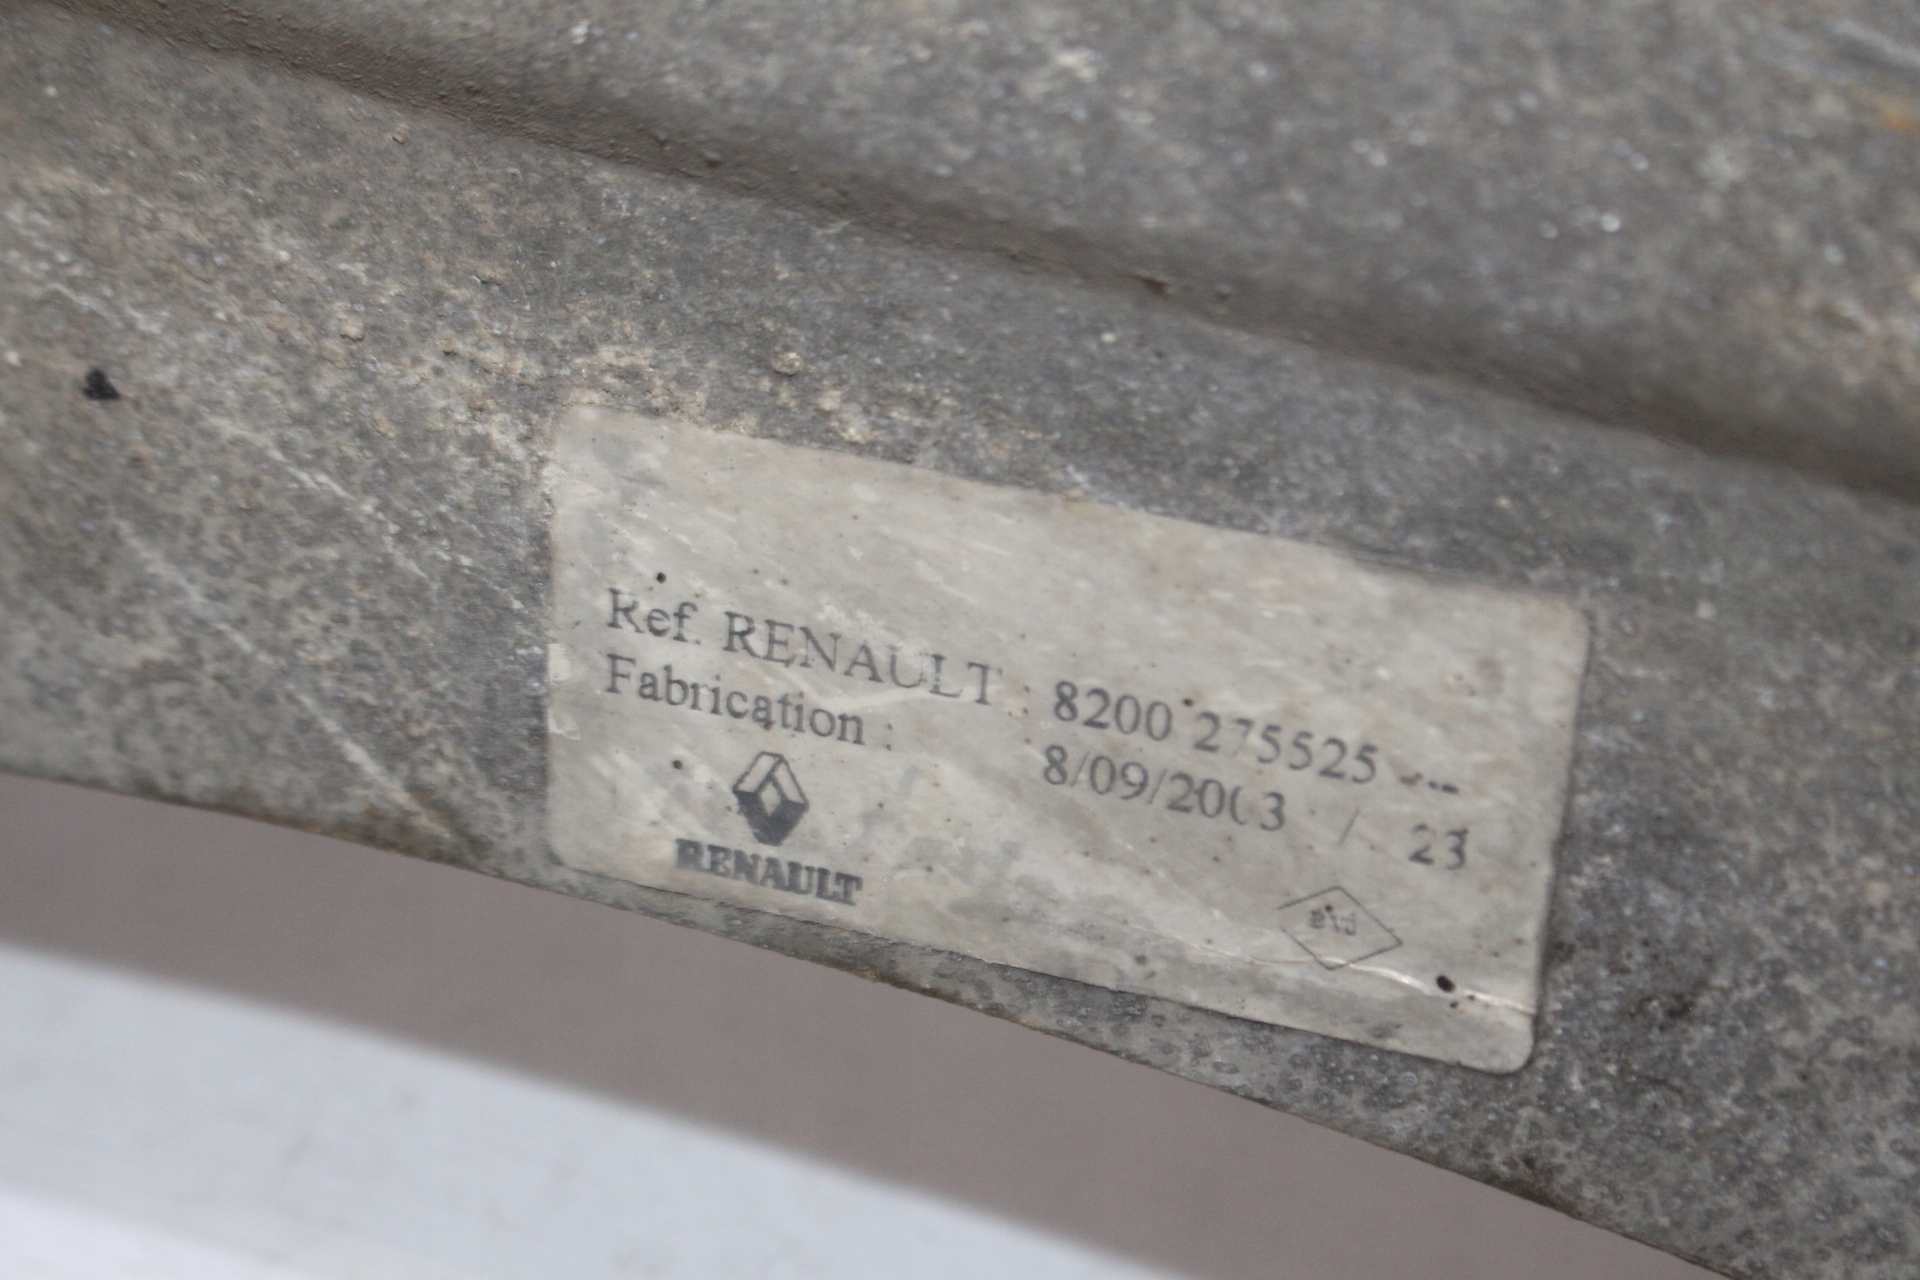 Ref. RENAULT : 8200 275525 ---
Fabrication : 8/09/2003 / 23
RENAULT